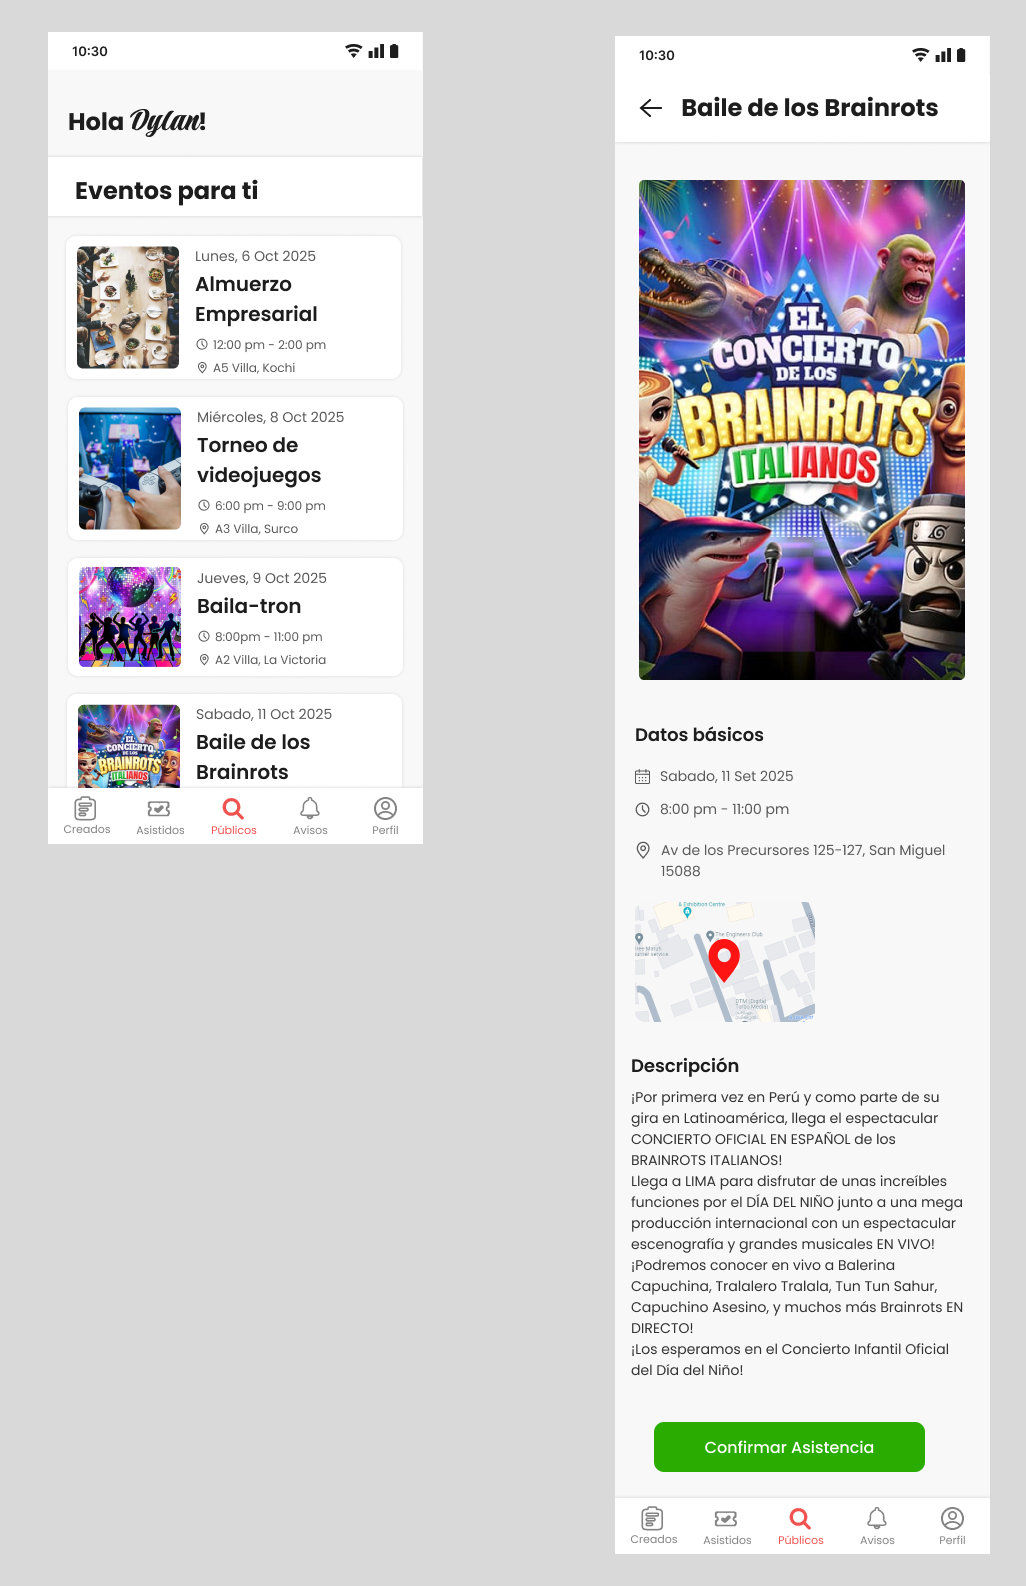 10:30
Hola Dylan!
Eventos para ti
Lunes, 6 Oct 2025
Almuerzo
Empresarial
12:00 pm - 2:00 pm
A5 Villa, Kochi
Miércoles, 8 Oct 2025
Torneo de
videojuegos
6:00 pm - 9:00 pm
A3 Villa, Surco
Jueves, 9 Oct 2025
Baila-tron
8:00pm - 11:00 pm
A2 Villa, La Victoria
Sabado, 11 Oct 2025
Baile de los
Brainrots
EL
CONCIERTO
DE LOS
BRAINROTS
ITALIANOS
Creados
Asistidos
Públicos
Avisos
Perfil
10:30
Baile de los Brainrots
EL
CONCIERTO
DE LOS
BRAINROTS
ITALIANOS
Datos básicos
Sabado, 11 Set 2025
8:00 pm - 11:00 pm
Av de los Precursores 125-127, San Miguel
15088
& Exhibition Centre
The Engineers Club
DTM (Digital
Turbo Media)
Descripción
¡Por primera vez en Perú y como parte de su
gira en Latinoamérica, llega el espectacular
CONCIERTO OFICIAL EN ESPAÑOL de los
BRAINROTS ITALIANOS!
Llega a LIMA para disfrutar de unas increíbles
funciones por el DÍA DEL NIÑO junto a una mega
producción internacional con un espectacular
escenografía y grandes musicales EN VIVO!
¡Podremos conocer en vivo a Balerina
Capuchina, Tralalero Tralala, Tun Tun Sahur,
Capuchino Asesino, y muchos más Brainrots EN
DIRECTO!
¡Los esperamos en el Concierto Infantil Oficial
del Día del Niño!
Confirmar Asistencia
Creados
Asistidos
Públicos
Avisos
Perfil